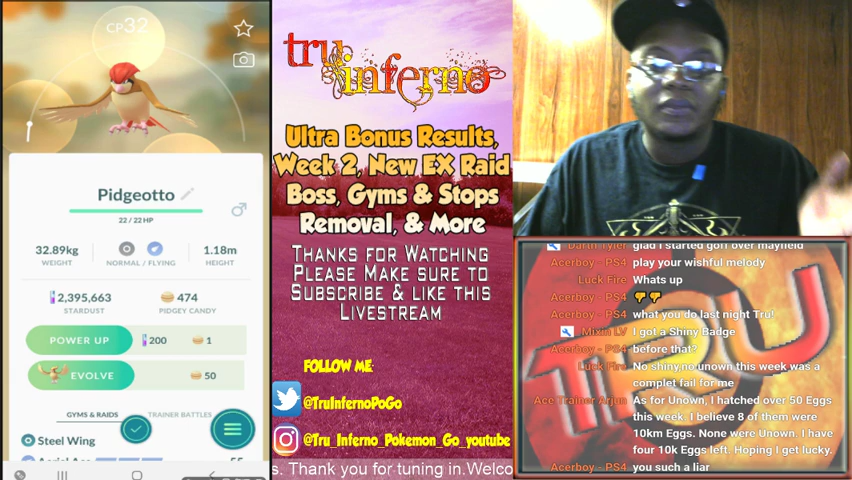 CP32
Pidgeotto
22 / 22 HP
32.89kg
WEIGHT
NORMAL / FLYING
1.18m
HEIGHT
2,395,663
STARDUST
474
PIDGEY CANDY
POWER UP
200
1
EVOLVE
50
GYMS & RAIDS
TRAINER BATTLES
Steel Wing
Aerial Ace
55
tru
inferno
Ultra Bonus Results,
Week 2, New EX Raid
Boss, Gyms & Stops
Removal, & More
Thanks for Watching
Please Make sure to
Subscribe & like this
Livestream
FOLLOW ME
@TruInfernoPoGo
@Tru_Inferno_Pokemon_Go_youtube
s. Thank you for tuning in.Welco
Darth Tyler glad I started golf over mayfield
Acerboy - PS4 play your wishful melody
Luck Fire Whats up
Acerboy - PS4
Acerboy - PS4 what you do last night Tru!
Mixin LV I got a Shiny Badge
Acerboy - PS4 before that?
Luck Fire No shiny,no unown this week was a
complet fail for me
Ace Trainer Arjun As for Unown, I hatched over 50 Eggs
this week. I believe 8 of them were
10km Eggs. None were Unown. I have
four 10k Eggs left. Hoping I get lucky.
Acerboy - PS4 you such a liar
TRU